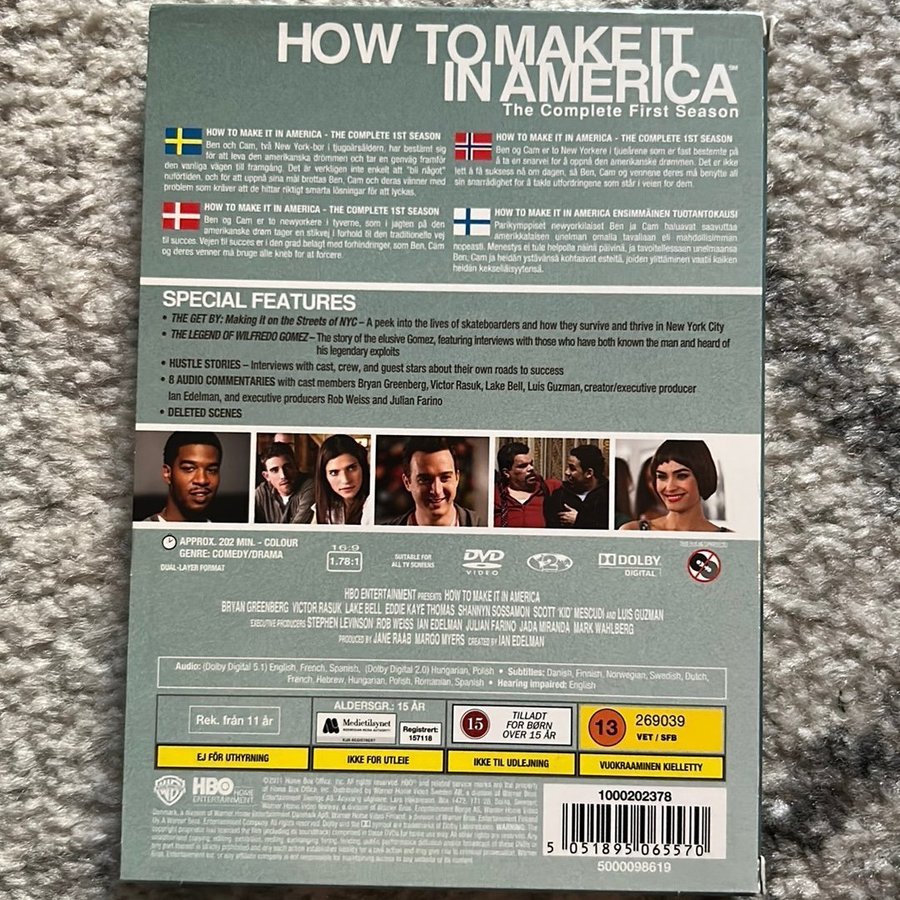 HOW TO MAKE IT
IN AMERICA
The Complete First Season
HOW TO MAKE IT IN AMERICA - THE COMPLETE 1ST SEASON
Ben och Cam, två New York-bor i tjugoårsåldern, har bestämt sig
för att leva den amerikanska drömmen och tar en genväg framför
den vanliga vägen till framgång. Det är verkligen inte enkelt att "bli något"
nuförtiden, och för att uppnå sina mål brottas Ben, Cam och deras vänner med
problem som kräver att de hittar riktigt smarta lösningar för att lyckas.
HOW TO MAKE IT IN AMERICA - THE COMPLETE 1ST SEASON
Ben og Cam er to New Yorkere i tjueårene som er fast bestemte på
å ta en snarvei for å oppnå den amerikanske drømmen. Det er ikke
lett å få suksess nå om dagen, så Ben, Cam og vennene deres må benytte all
sin snarrådighet for å takle utfordringene som står i veien for dem.
HOW TO MAKE IT IN AMERICA - THE COMPLETE 1ST SEASON
Ben og Cam er to newyorkere i tyverne, som i jagten på den
amerikanske drøm tager en stikvej i forhold til den traditionelle vej
til succes. Vejen til succes er i den grad belagt med forhindringer, som Ben, Cam
og deres venner må bruge alle kneb for at forcere.
HOW TO MAKE IT IN AMERICA ENSIMMÄINEN TUOTANTOKAUSI
Parikymppiset newyorkilaiset Ben ja Cam haluavat saavuttaa
amerikkalaisen unelman omalla tavallaan eli mahdollisimman
nopeasti. Menestys ei tule helpolla näinä päivinä, ja tavoitellessaan unelmaansa
Ben, Cam ja heidän ystävänsä kohtaavat esteitä, joiden ylittäminen vaatii kaiken
heidän kekseliäisyytensä.
SPECIAL FEATURES
• THE GET BY: Making it on the Streets of NYC – A peek into the lives of skateboarders and how they survive and thrive in New York City
• THE LEGEND OF WILFREDO GOMEZ – The story of the elusive Gomez, featuring interviews with those who have both known the man and heard of
his legendary exploits
• HUSTLE STORIES – Interviews with cast, crew, and guest stars about their own roads to success
• 8 AUDIO COMMENTARIES with cast members Bryan Greenberg, Victor Rasuk, Lake Bell, Luis Guzman, creator/executive producer
Ian Edelman, and executive producers Rob Weiss and Julian Farino
• DELETED SCENES
APPROX. 202 MIN. - COLOUR
GENRE: COMEDY/DRAMA
DUAL-LAYER FORMAT
16:9
1.78:1
SUITABLE FOR
ALL TV SCREENS
DVD
VIDEO
2
DOLBY
DIGITAL
HBO ENTERTAINMENT PRESENTS HOW TO MAKE IT IN AMERICA
BRYAN GREENBERG VICTOR RASUK LAKE BELL EDDIE KAYE THOMAS SHANNYN SOSSAMON SCOTT 'KID' MESCUDI AND LUIS GUZMAN
EXECUTIVE PRODUCERS STEPHEN LEVINSON ROB WEISS IAN EDELMAN JULIAN FARINO JADA MIRANDA MARK WAHLBERG
PRODUCED BY JANE RAAB MARGO MYERS CREATED BY IAN EDELMAN
Audio: (Dolby Digital 5.1) English, French, Spanish, (Dolby Digital 2.0) Hungarian, Polish • Subtitles: Danish, Finnish, Norwegian, Swedish, Dutch,
French, Hebrew, Hungarian, Polish, Romanian, Spanish • Hearing impaired: English
Rek. från 11 år
EJ FÖR UTHYRNING
ALDERSGR.: 15 ÅR
Medietilsynet
Registrert:
157118
IKKE FOR UTLEIE
15
TILLADT
FOR BØRN
OVER 15 ÅR
IKKE TIL UDLEJNING
13
269039
VET / SFB
VUOKRAAMINEN KIELLETTY
WB
HBO HOME
ENTERTAINMENT
1000202378
5 051895 065570
5000098619